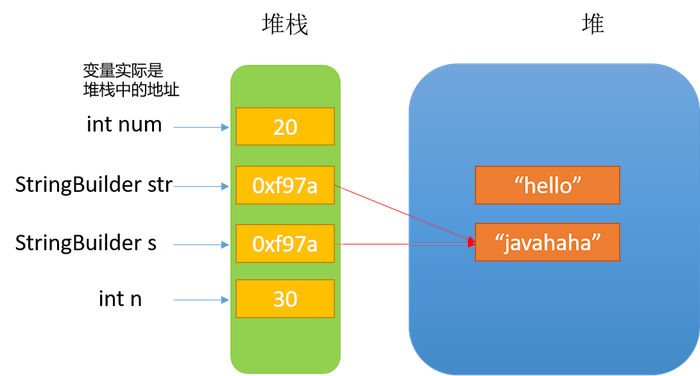 堆栈
堆
变量实际是
堆栈中的地址
int num
20
StringBuilder str
0xf97a
“hello”
StringBuilder s
0xf97a
“javahaha”
int n
30